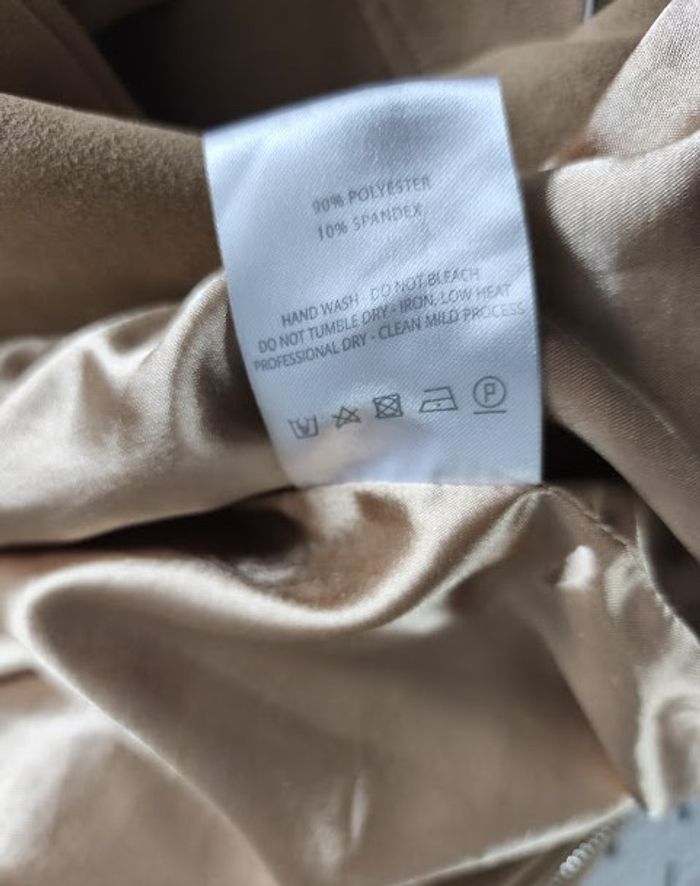 90% POLYESTER
10% SPANDEX
HAND WASH - DO NOT BLEACH
DO NOT TUMBLE DRY - IRON, LOW HEAT
PROFESSIONAL DRY - CLEAN MILD PROCESS
P